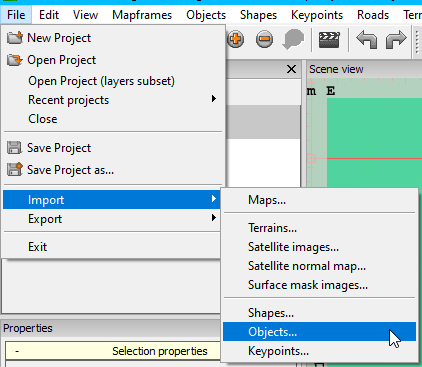 File Edit View Mapframes Objects Shapes Keypoints Roads
New Project
Open Project
Open Project (layers subset)
Recent projects
Close
Save Project
Save Project as...
Import
Export
Exit
Scene view
m E
Maps...
Terrains...
Satellite images...
Satellite normal map...
Surface mask images...
Shapes...
Objects...
Keypoints...
Properties
- Selection properties